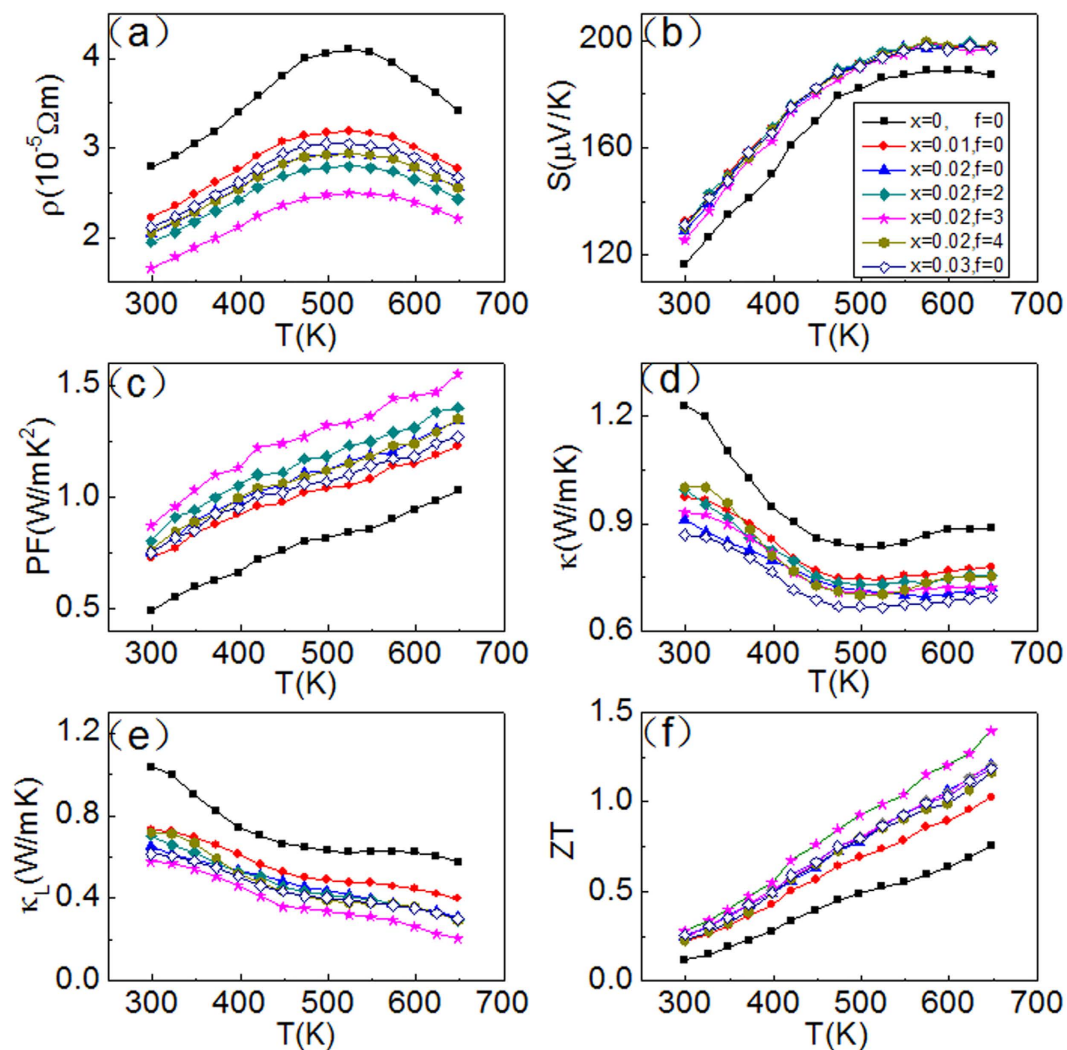 (a)
ρ(10⁻⁵Ωm)
4
3
2
300 400 500 600 700
T(K)
(b)
S(μV/K)
200
160
120
x=0, f=0
x=0.01,f=0
x=0.02,f=0
x=0.02,f=2
x=0.02,f=3
x=0.02,f=4
x=0.03,f=0
300 400 500 600 700
T(K)
(c)
PF(W/mK²)
1.5
1.0
0.5
300 400 500 600 700
T(K)
(d)
κ(W/mK)
1.2
0.9
0.6
300 400 500 600 700
T(K)
(e)
κL(W/mK)
1.2
0.8
0.4
0.0
300 400 500 600 700
T(K)
(f)
ZT
1.5
1.0
0.5
0.0
300 400 500 600 700
T(K)